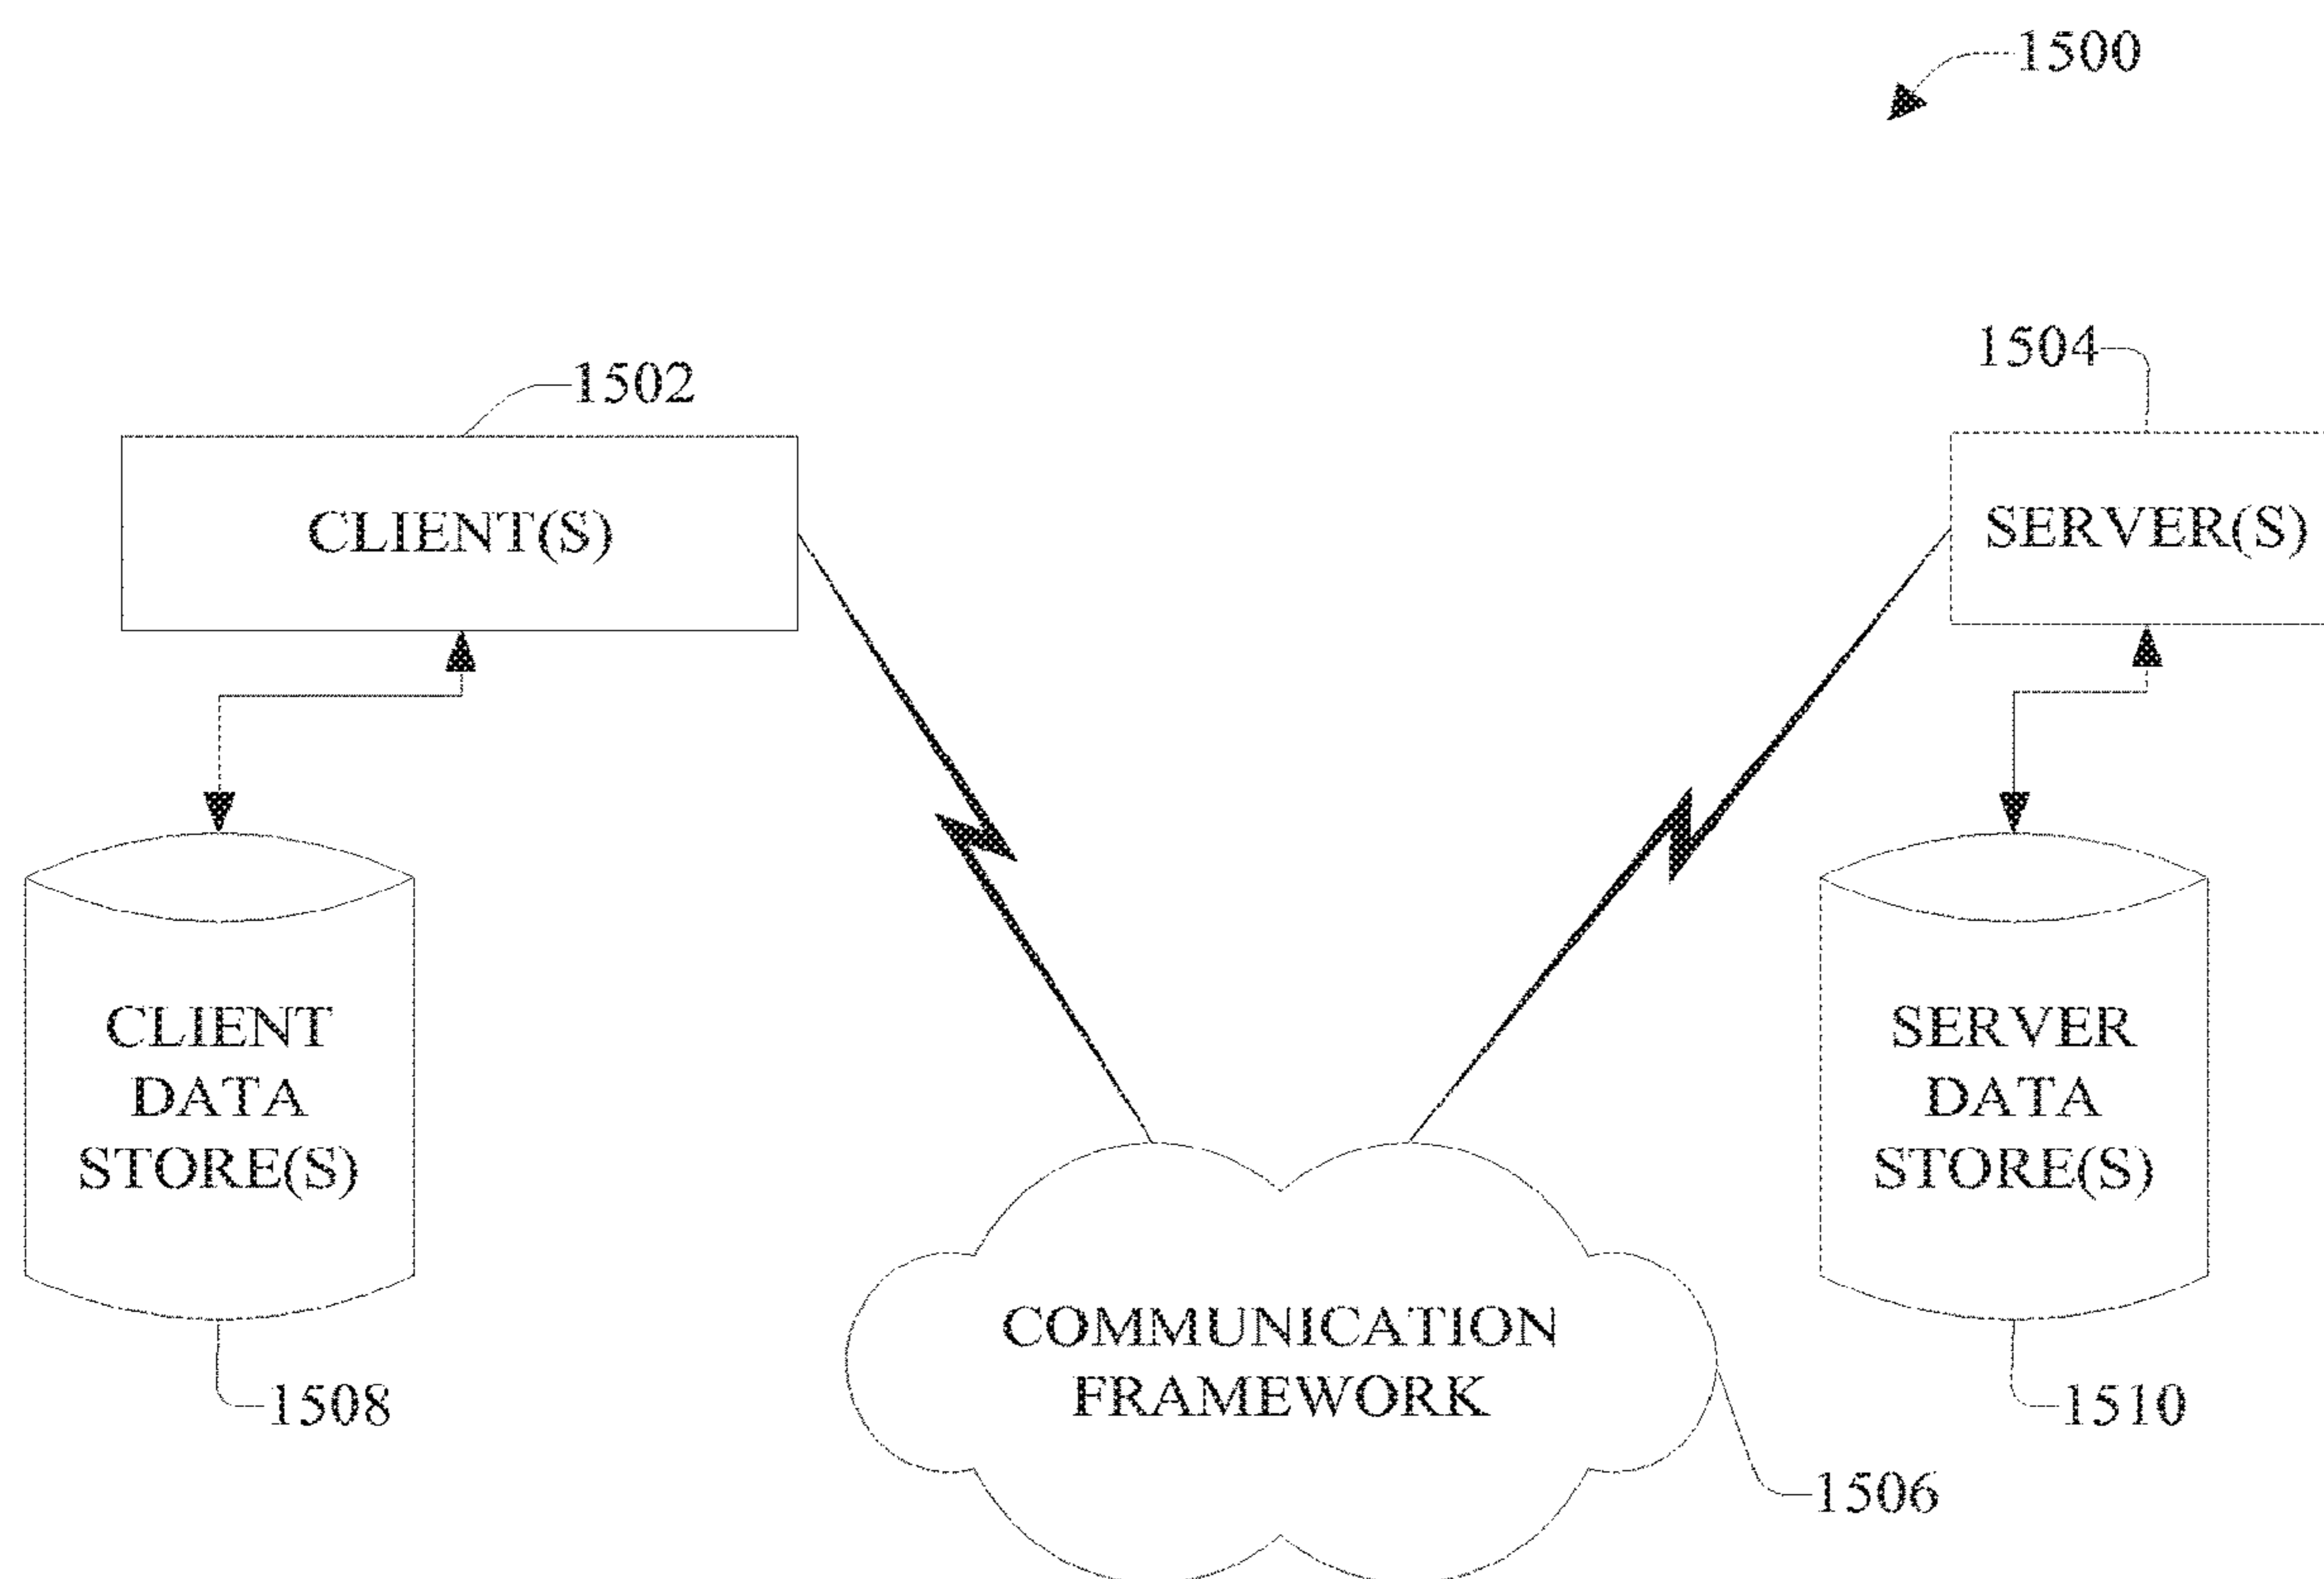 1500
1502
1504
CLIENT(S)
SERVER(S)
CLIENT
DATA
STORE(S)
SERVER
DATA
STORE(S)
COMMUNICATION
FRAMEWORK
1508
1510
1506